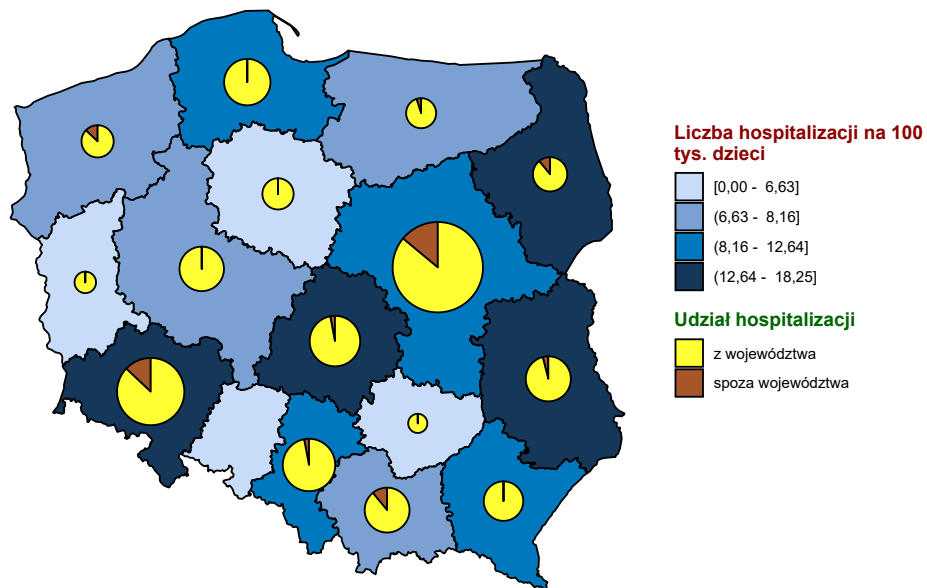 Liczba hospitalizacji na 100
tys. dzieci
[0,00 - 6,63]
(6,63 - 8,16]
(8,16 - 12,64]
(12,64 - 18,25]
Udział hospitalizacji
z województwa
spoza województwa